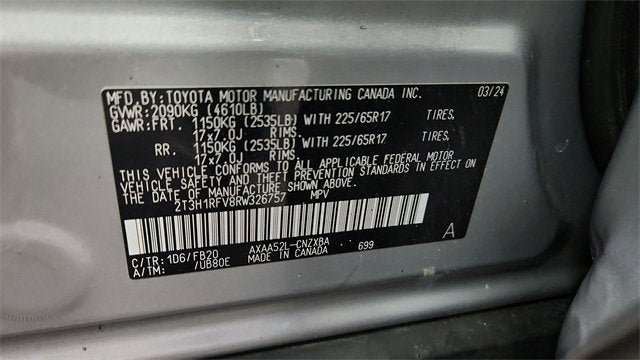 MFD.BY:TOYOTA MOTOR MANUFACTURING CANADA INC. 03/24
GVWR:2090KG (4610LB)
GAWR:FRT. 1150KG (2535LB) WITH 225/65R17 TIRES,
17x7.0J RIMS.
RR. 1150KG (2535LB) WITH 225/65R17 TIRES,
17x7.0J RIMS.
THIS VEHICLE CONFORMS TO ALL APPLICABLE FEDERAL MOTOR
VEHICLE SAFETY AND THEFT PREVENTION STANDARDS IN EFFECT ON
THE DATE OF MANUFACTURE SHOWN ABOVE.
2T3H1RFV8RW326757 MPV
A
C/TR:1D6/FB20 AXAA52L-CNZXBA 699
A/TM: /UB80E MADE IN CANADA